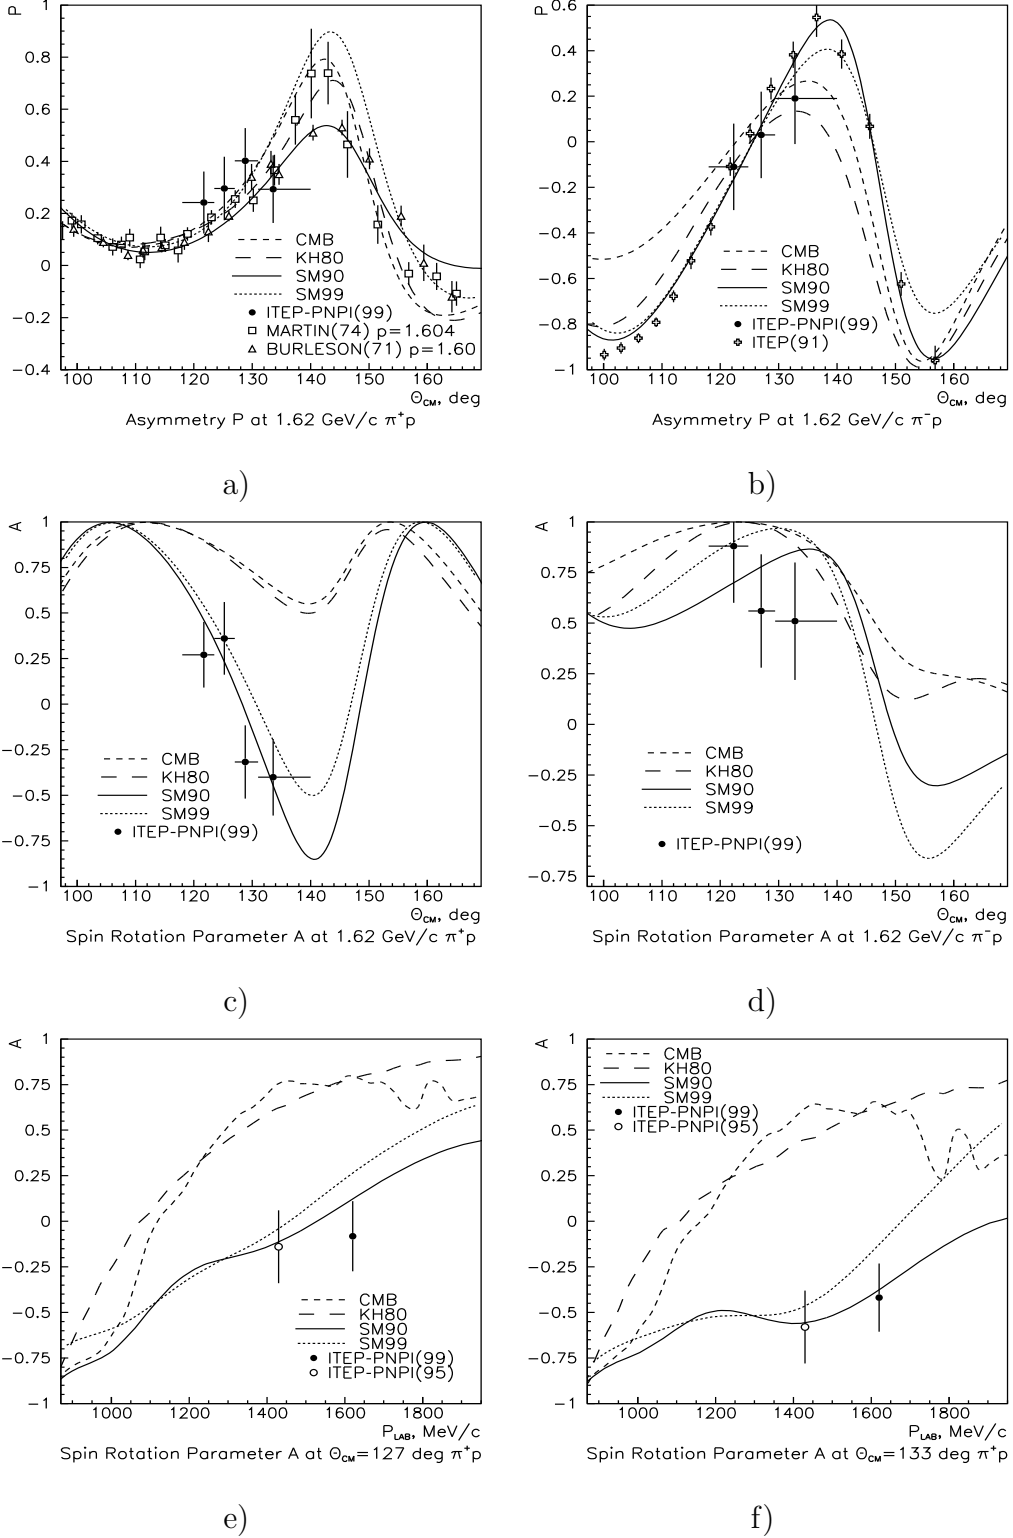 P
1
0.8
0.6
0.4
0.2
0
−0.2
−0.4
CMB
KH80
SM90
SM99
ITEP-PNPI(99)
MARTIN(74) p=1.604
BURLESON(71) p=1.60
100 110 120 130 140 150 160
ΘCM, deg
Asymmetry P at 1.62 GeV/c π⁺p
a)
P
0.6
0.4
0.2
0
−0.2
−0.4
−0.6
−0.8
−1
CMB
KH80
SM90
SM99
ITEP-PNPI(99)
ITEP(91)
100 110 120 130 140 150 160
ΘCM, deg
Asymmetry P at 1.62 GeV/c π⁻p
b)
A
1
0.75
0.5
0.25
0
−0.25
−0.5
−0.75
−1
CMB
KH80
SM90
SM99
ITEP-PNPI(99)
100 110 120 130 140 150 160
ΘCM, deg
Spin Rotation Parameter A at 1.62 GeV/c π⁺p
c)
A
1
0.75
0.5
0.25
0
−0.25
−0.5
−0.75
CMB
KH80
SM90
SM99
ITEP-PNPI(99)
100 110 120 130 140 150 160
ΘCM, deg
Spin Rotation Parameter A at 1.62 GeV/c π⁻p
d)
A
1
0.75
0.5
0.25
0
−0.25
−0.5
−0.75
−1
CMB
KH80
SM90
SM99
ITEP-PNPI(99)
ITEP-PNPI(95)
1000 1200 1400 1600 1800
PLAB, MeV/c
Spin Rotation Parameter A at ΘCM=127 deg π⁺p
e)
A
1
0.75
0.5
0.25
0
−0.25
−0.5
−0.75
−1
CMB
KH80
SM90
SM99
ITEP-PNPI(99)
ITEP-PNPI(95)
1000 1200 1400 1600 1800
PLAB, MeV/c
Spin Rotation Parameter A at ΘCM=133 deg π⁺p
f)